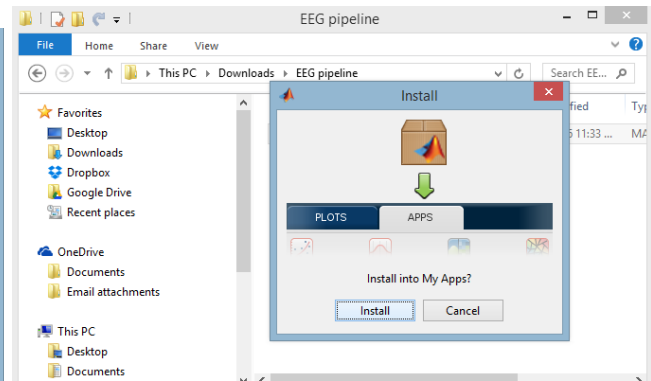 EEG pipeline
File Home Share View
This PC Downloads EEG pipeline Search EE...
Install
Favorites
Desktop
Downloads
Dropbox
Google Drive
Recent places
OneDrive
Documents
Email attachments
This PC
Desktop
Documents
fied Typ
11:33 ... MA
PLOTS APPS
Install into My Apps?
Install Cancel